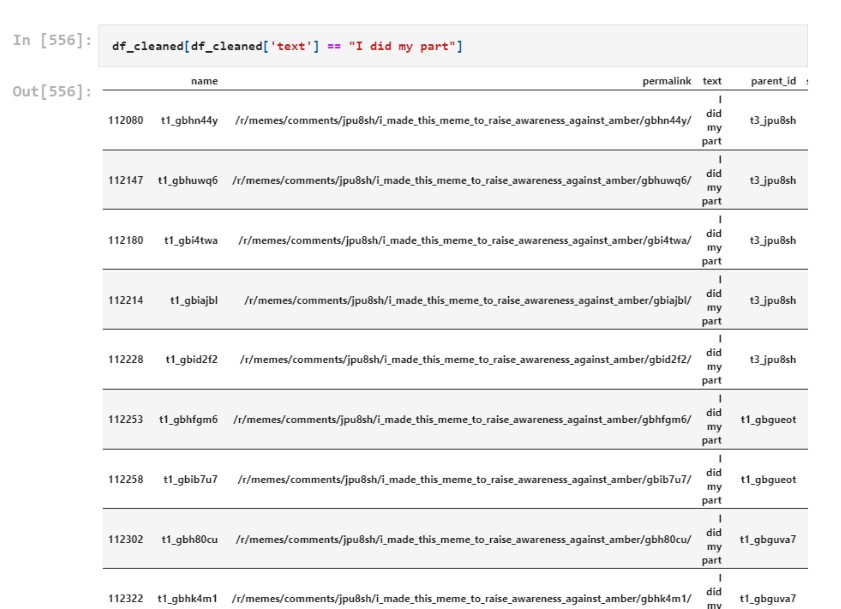 In [556]: df_cleaned[df_cleaned['text'] == "I did my part"]
Out[556]:
name permalink text parent_id
112080 t1_gbhn44y /r/memes/comments/jpu8sh/i_made_this_meme_to_raise_awareness_against_amber/gbhn44y/ I did my part t3_jpu8sh
112147 t1_gbhuwq6 /r/memes/comments/jpu8sh/i_made_this_meme_to_raise_awareness_against_amber/gbhuwq6/ I did my part t3_jpu8sh
112180 t1_gbi4twa /r/memes/comments/jpu8sh/i_made_this_meme_to_raise_awareness_against_amber/gbi4twa/ I did my part t3_jpu8sh
112214 t1_gbiajbl /r/memes/comments/jpu8sh/i_made_this_meme_to_raise_awareness_against_amber/gbiajbl/ I did my part t3_jpu8sh
112228 t1_gbid2f2 /r/memes/comments/jpu8sh/i_made_this_meme_to_raise_awareness_against_amber/gbid2f2/ I did my part t3_jpu8sh
112253 t1_gbhfgm6 /r/memes/comments/jpu8sh/i_made_this_meme_to_raise_awareness_against_amber/gbhfgm6/ I did my part t1_gbgueot
112258 t1_gbib7u7 /r/memes/comments/jpu8sh/i_made_this_meme_to_raise_awareness_against_amber/gbib7u7/ I did my part t1_gbgueot
112302 t1_gbh80cu /r/memes/comments/jpu8sh/i_made_this_meme_to_raise_awareness_against_amber/gbh80cu/ I did my part t1_gbguva7
112322 t1_gbhk4m1 /r/memes/comments/jpu8sh/i_made_this_meme_to_raise_awareness_against_amber/gbhk4m1/ I did my t1_gbguva7